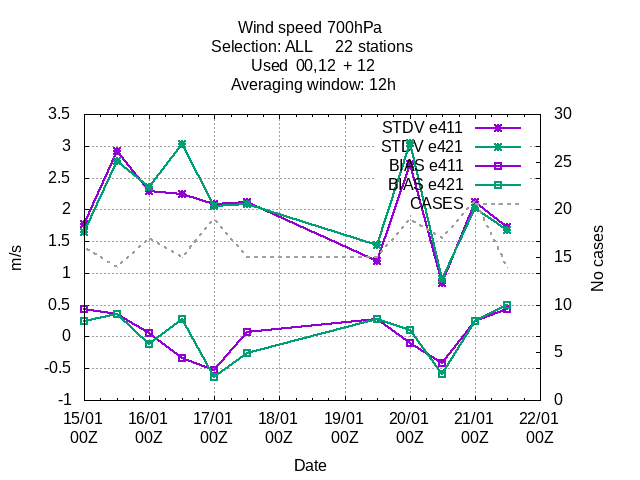 Wind speed 700hPa
Selection: ALL     22 stations
Used  00,12  + 12
Averaging window: 12h
3.5
3
2.5
2
1.5
1
0.5
0
-0.5
-1
m/s
30
25
20
15
10
5
0
No cases
STDV e411
STDV e421
BIAS e411
BIAS e421
CASES
15/01 16/01 17/01 18/01 19/01 20/01 21/01 22/01
00Z 00Z 00Z 00Z 00Z 00Z 00Z 00Z
Date